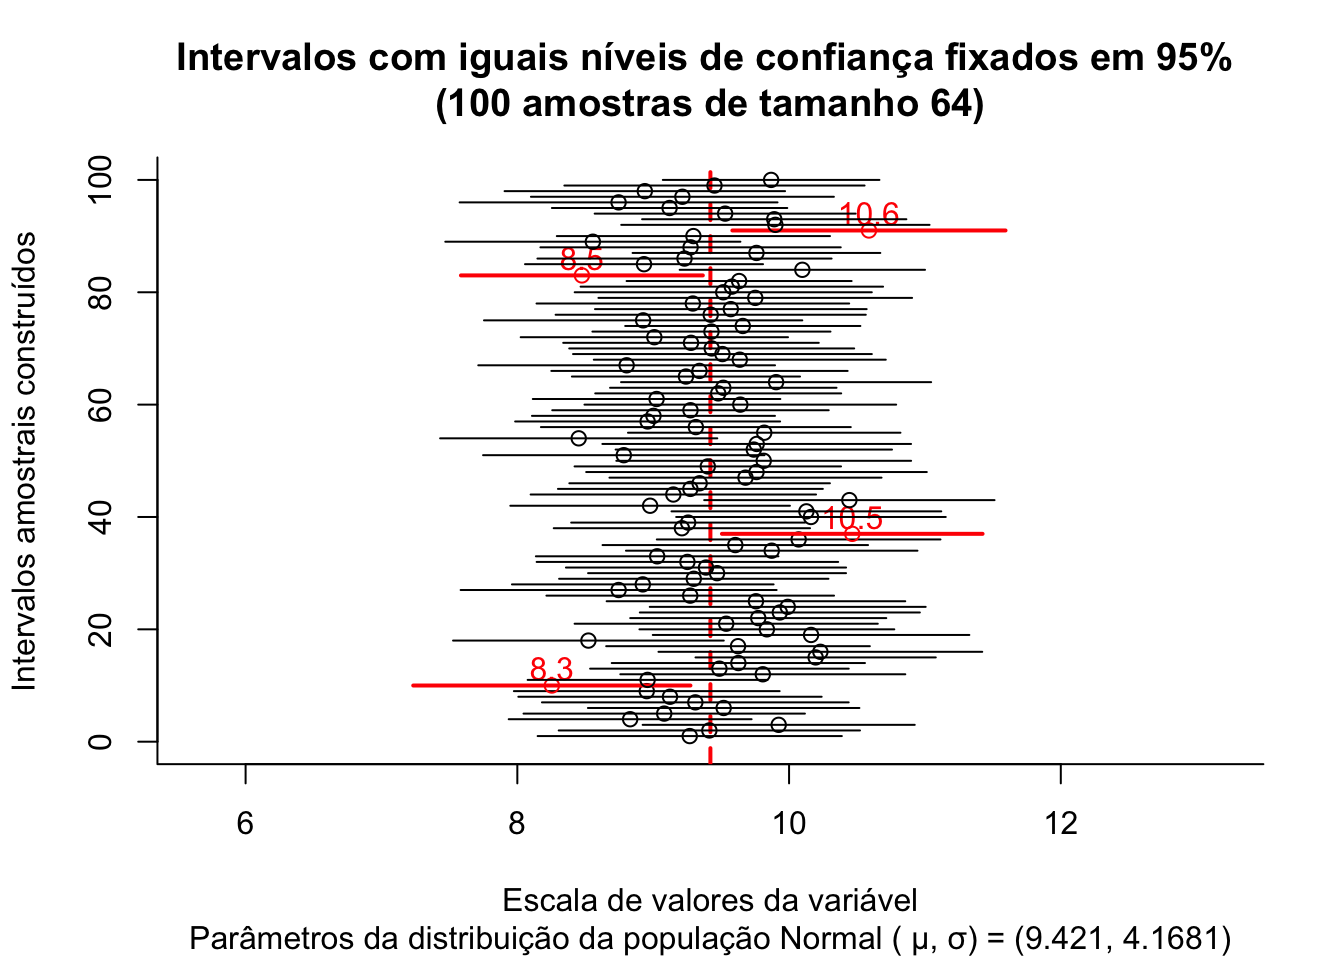 Intervalos com iguais níveis de confiança fixados em 95%
(100 amostras de tamanho 64)
Intervalos amostrais construídos
100
80
60
40
20
0
10.6
8.5
10.5
8.3
6 8 10 12
Escala de valores da variável
Parâmetros da distribuição da população Normal ( μ, σ) = (9.421, 4.1681)